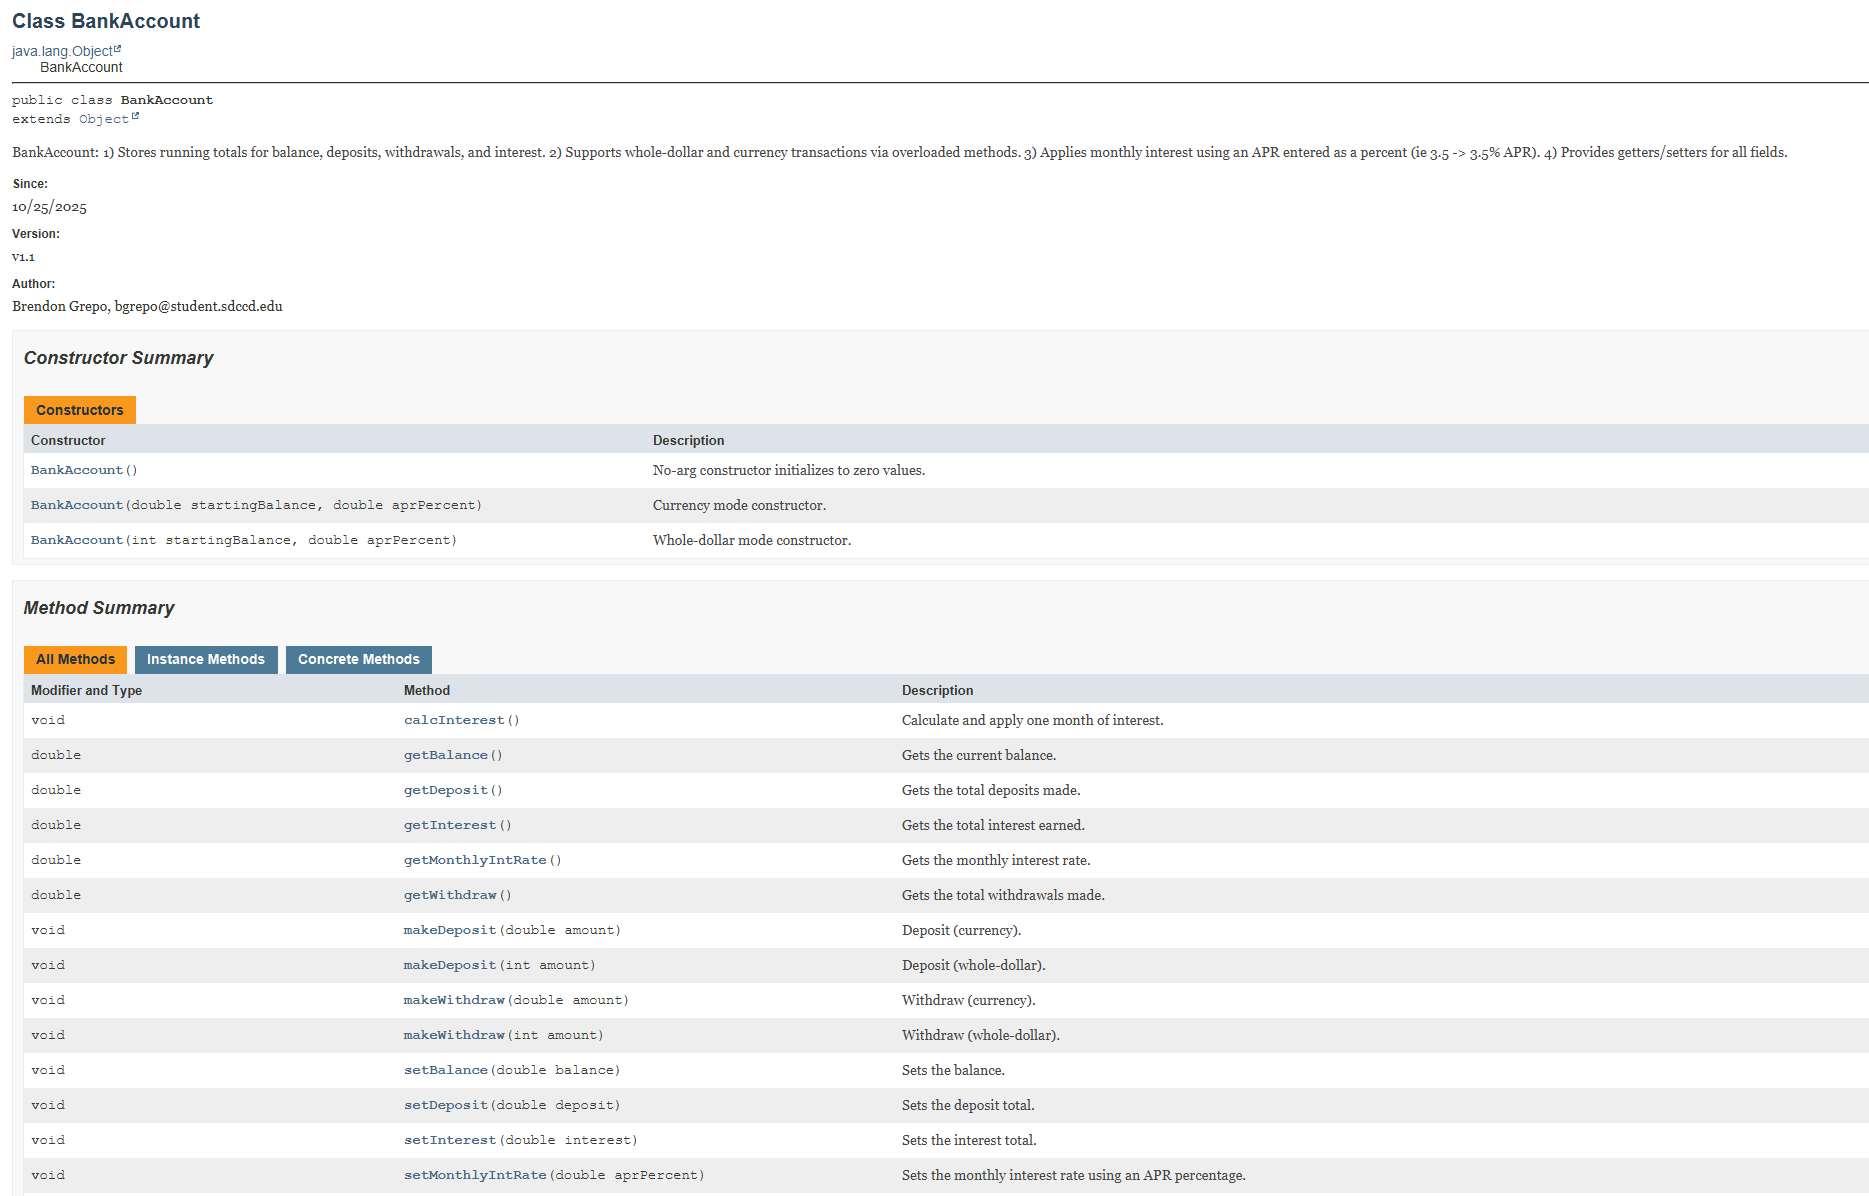 Class BankAccount
java.lang.Object
BankAccount
public class BankAccount
extends Object
BankAccount: 1) Stores running totals for balance, deposits, withdrawals, and interest. 2) Supports whole-dollar and currency transactions via overloaded methods. 3) Applies monthly interest using an APR entered as a percent (ie 3.5 -> 3.5% APR). 4) Provides getters/setters for all fields.
Since:
10/25/2025
Version:
v1.1
Author:
Brendon Grepo, bgrepo@student.sdccd.edu
Constructor Summary
Constructors
Constructor Description
BankAccount() No-arg constructor initializes to zero values.
BankAccount(double startingBalance, double aprPercent) Currency mode constructor.
BankAccount(int startingBalance, double aprPercent) Whole-dollar mode constructor.
Method Summary
All Methods Instance Methods Concrete Methods
Modifier and Type Method Description
void calcInterest() Calculate and apply one month of interest.
double getBalance() Gets the current balance.
double getDeposit() Gets the total deposits made.
double getInterest() Gets the total interest earned.
double getMonthlyIntRate() Gets the monthly interest rate.
double getWithdraw() Gets the total withdrawals made.
void makeDeposit(double amount) Deposit (currency).
void makeDeposit(int amount) Deposit (whole-dollar).
void makeWithdraw(double amount) Withdraw (currency).
void makeWithdraw(int amount) Withdraw (whole-dollar).
void setBalance(double balance) Sets the balance.
void setDeposit(double deposit) Sets the deposit total.
void setInterest(double interest) Sets the interest total.
void setMonthlyIntRate(double aprPercent) Sets the monthly interest rate using an APR percentage.